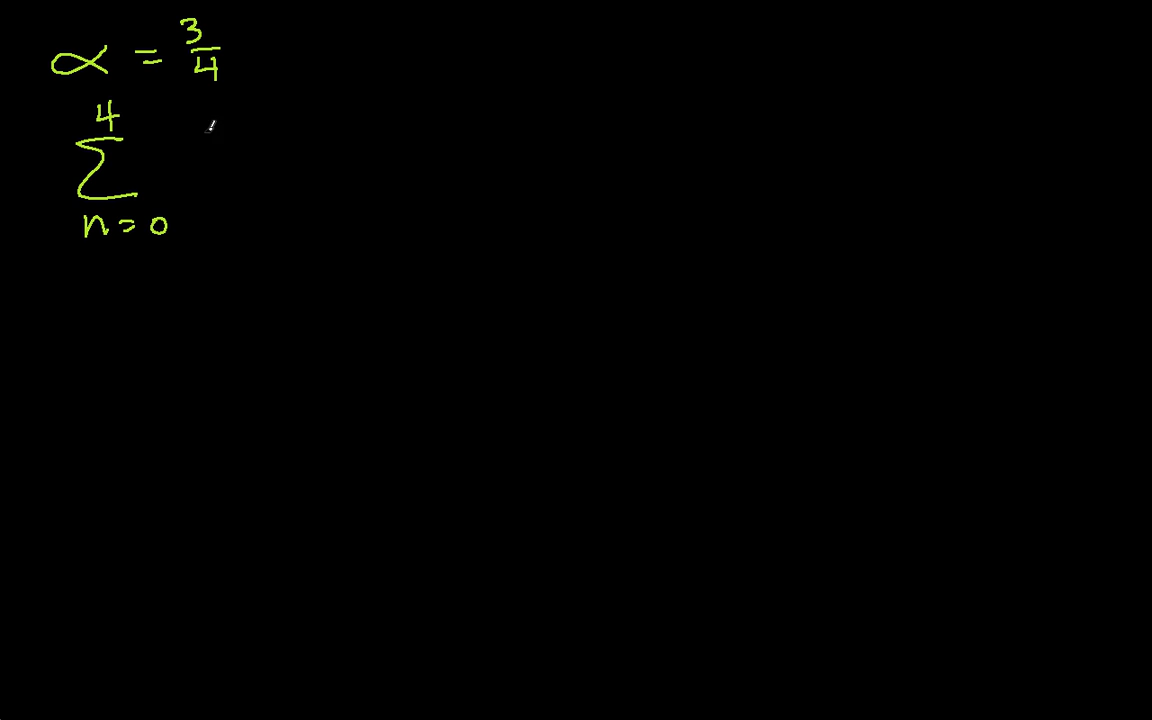 α = 3/4
4
∑
n = 0